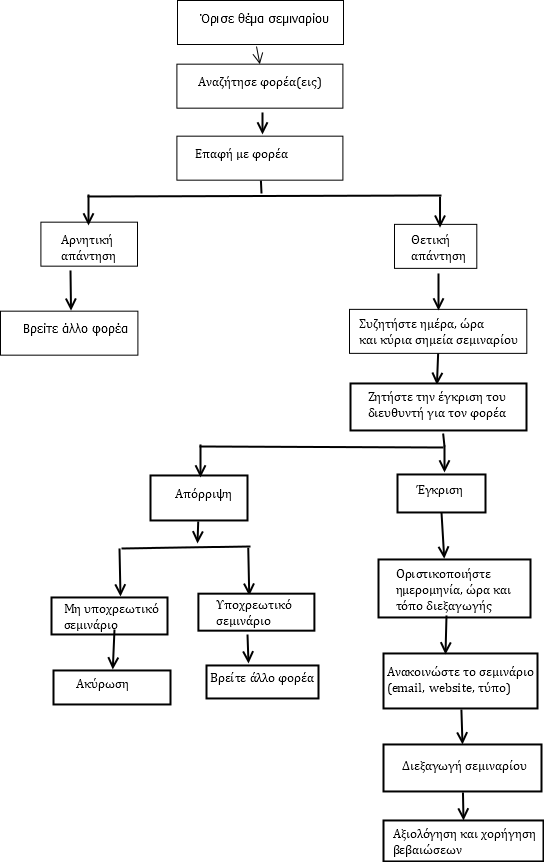 Όρισε θέμα σεμιναρίου
Αναζήτησε φορέα(εις)
Επαφή με φορέα
Αρνητική
απάντηση
Θετική
απάντηση
Βρείτε άλλο φορέα
Συζητήστε ημέρα, ώρα
και κύρια σημεία σεμιναρίου
Ζητήστε την έγκριση του
διευθυντή για τον φορέα
Απόρριψη
Έγκριση
Μη υποχρεωτικό
σεμινάριο
Υποχρεωτικό
σεμινάριο
Οριστικοποιήστε
ημερομηνία, ώρα και
τόπο διεξαγωγής
Ακύρωση
Βρείτε άλλο φορέα
Ανακοινώστε το σεμινάριο
(email, website, τύπο)
Διεξαγωγή σεμιναρίου
Αξιολόγηση και χορήγηση
βεβαιώσεων